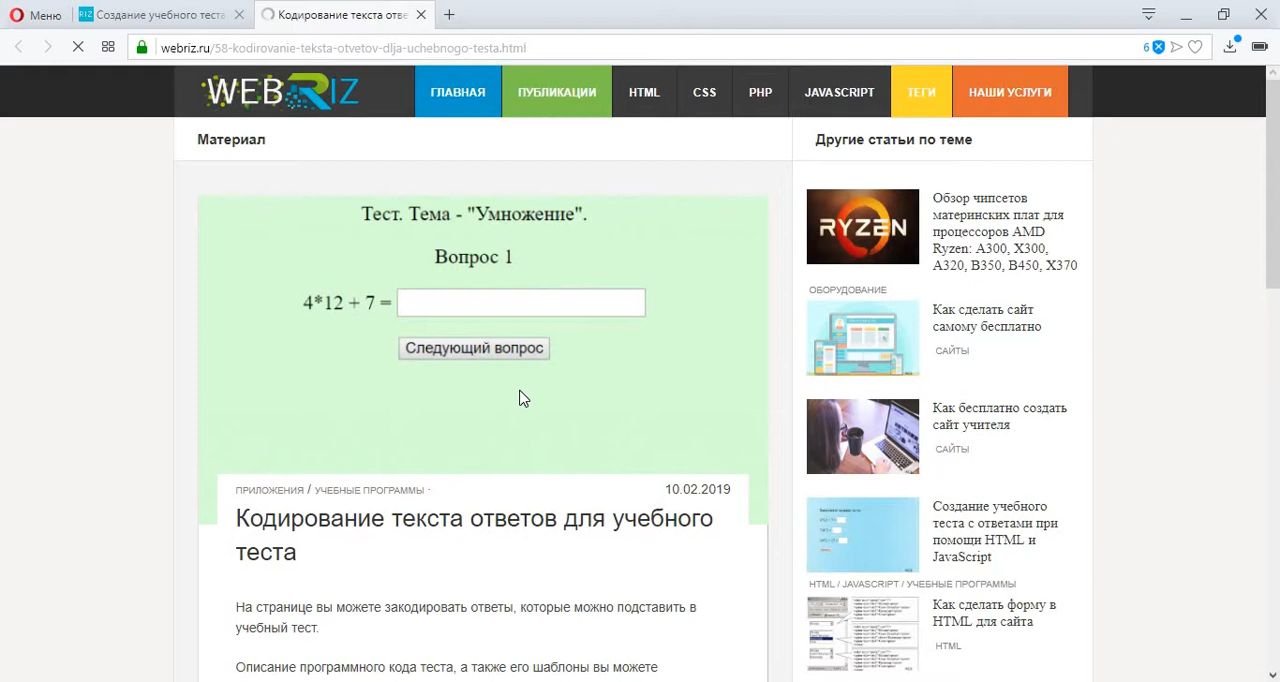 Меню
RIZ
Создание учебного теста
Кодирование текста отве
webriz.ru/58-kodirovanie-teksta-otvetov-dlja-uchebnogo-testa.html
6
WEBRIZ
ГЛАВНАЯ
ПУБЛИКАЦИИ
HTML
CSS
PHP
JAVASCRIPT
ТЕГИ
НАШИ УСЛУГИ
Материал
Тест. Тема - "Умножение".
Вопрос 1
4*12 + 7 =
Следующий вопрос
ПРИЛОЖЕНИЯ / УЧЕБНЫЕ ПРОГРАММЫ -
10.02.2019
Кодирование текста ответов для учебного
теста
На странице вы можете закодировать ответы, которые можно подставить в
учебный тест.
Описание программного кода теста, а также его шаблоны вы можете
Другие статьи по теме
RYZEN
Обзор чипсетов
материнских плат для
процессоров AMD
Ryzen: A300, X300,
A320, B350, B450, X370
ОБОРУДОВАНИЕ
Как сделать сайт
самому бесплатно
САЙТЫ
Как бесплатно создать
сайт учителя
САЙТЫ
Создание учебного
теста с ответами при
помощи HTML и
JavaScript
HTML / JAVASCRIPT / УЧЕБНЫЕ ПРОГРАММЫ
Как сделать форму в
HTML для сайта
HTML